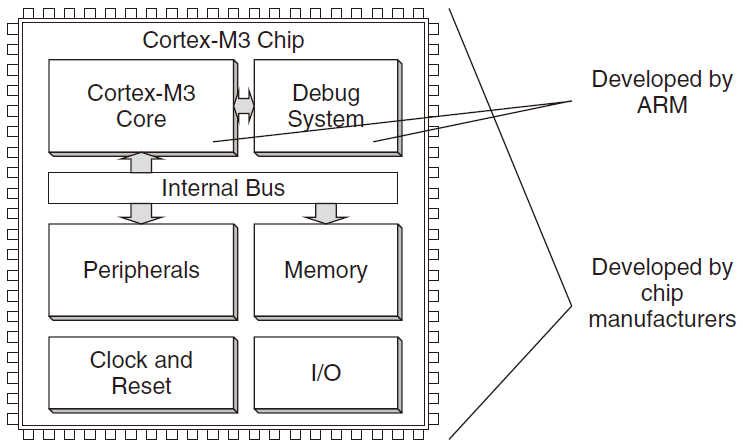 Cortex-M3 Chip
Cortex-M3
Core
Debug
System
Developed by
ARM
Internal Bus
Peripherals
Memory
Developed by
chip
manufacturers
Clock and
Reset
I/O